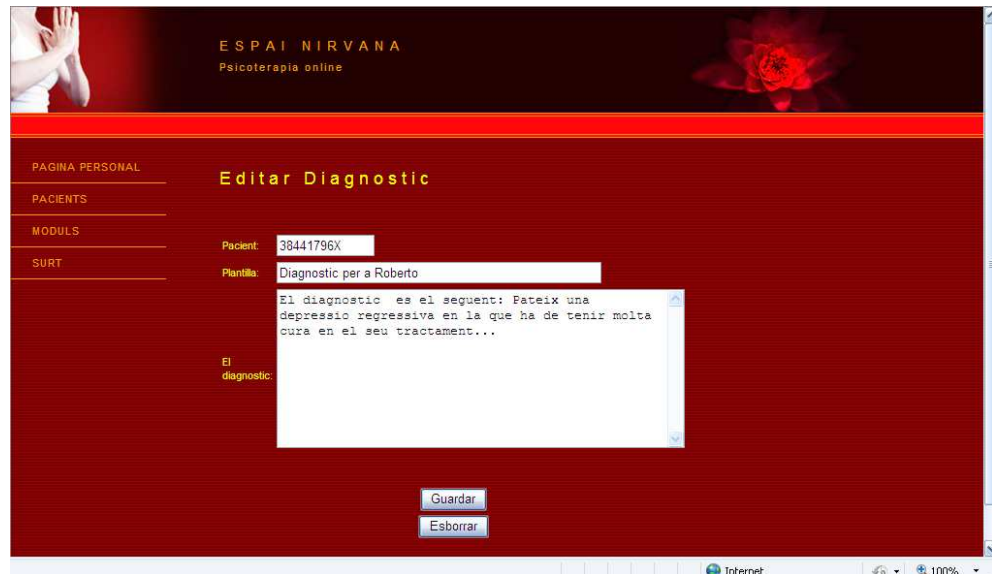 ESPAI NIRVANA
Psicoterapia online
PAGINA PERSONAL
PACIENTS
MODULS
SURT
Editar Diagnostic
Pacient: 38441796X
Plantilla: Diagnostic per a Roberto
El diagnostic:
El diagnostic es el seguent: Pateix una
depressio regressiva en la que ha de tenir molta
cura en el seu tractament...
Guardar
Esborrar
Internet 100%